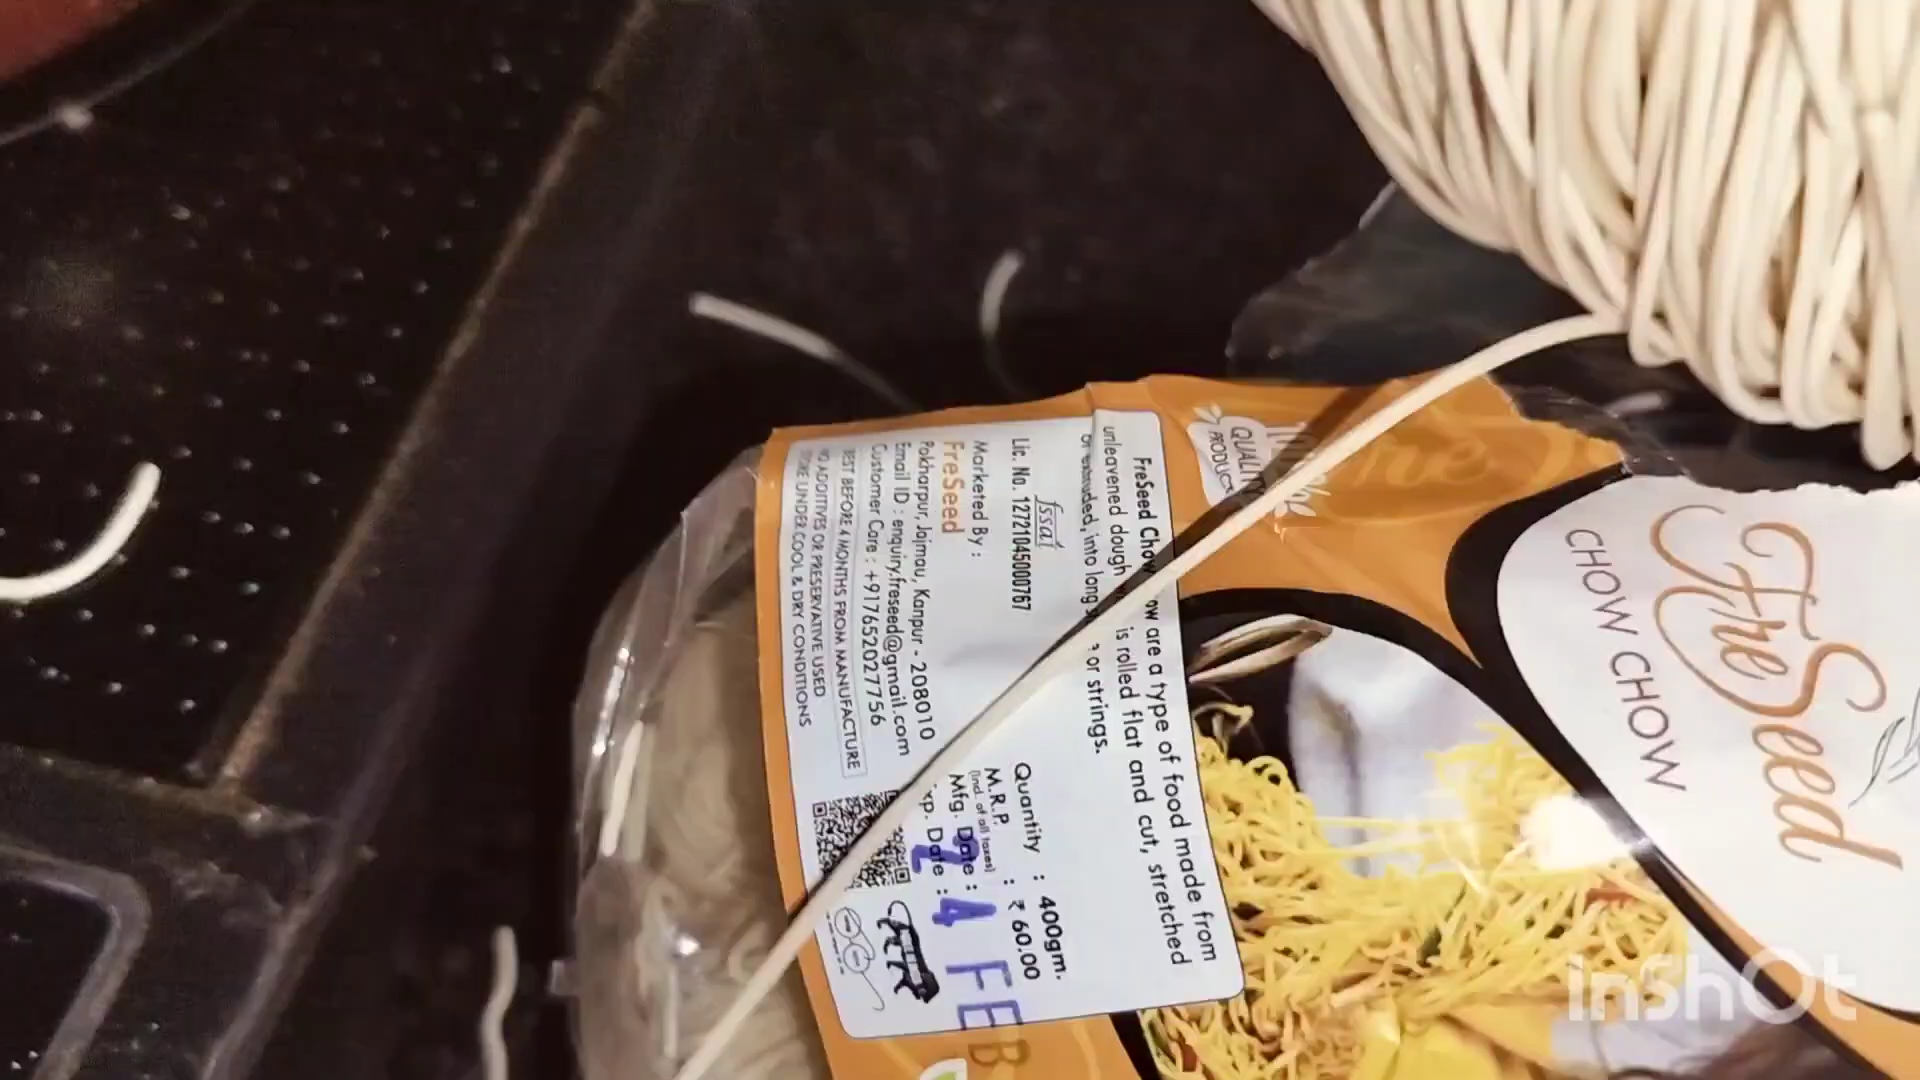 FreSeed Chow ow are a type of food made from
unleavened dough is rolled flat and cut, stretched
or extruded, into long or strings.
fssai
Lic. No. 12721045000767
Marketed By :
FreSeed
Pokharpur, Jajmau, Kanpur - 208010
Email ID : enquiry.freseed@gmail.com
Customer Care : +917652027756
BEST BEFORE 4 MONTHS FROM MANUFACTURE
NO ADDITIVES OR PRESERVATIVE USED
STORE UNDER COOL & DRY CONDITIONS
Quantity : 400gm.
M.R.P. : ₹ 60.00
(Incl. of all taxes)
Mfg. Date :
Exp. Date :
24 FEB
100%
QUALITY
PRODUCT
FreSeed
CHOW CHOW
InShOt